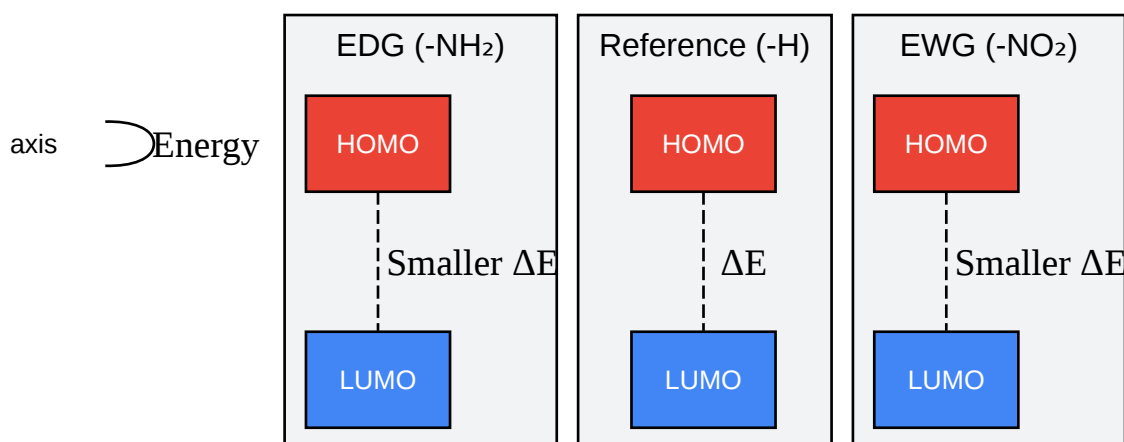 EDG (-NH₂)
Reference (-H)
EWG (-NO₂)
HOMO
HOMO
HOMO
axis
Energy
Smaller ΔE
ΔE
Smaller ΔE
LUMO
LUMO
LUMO